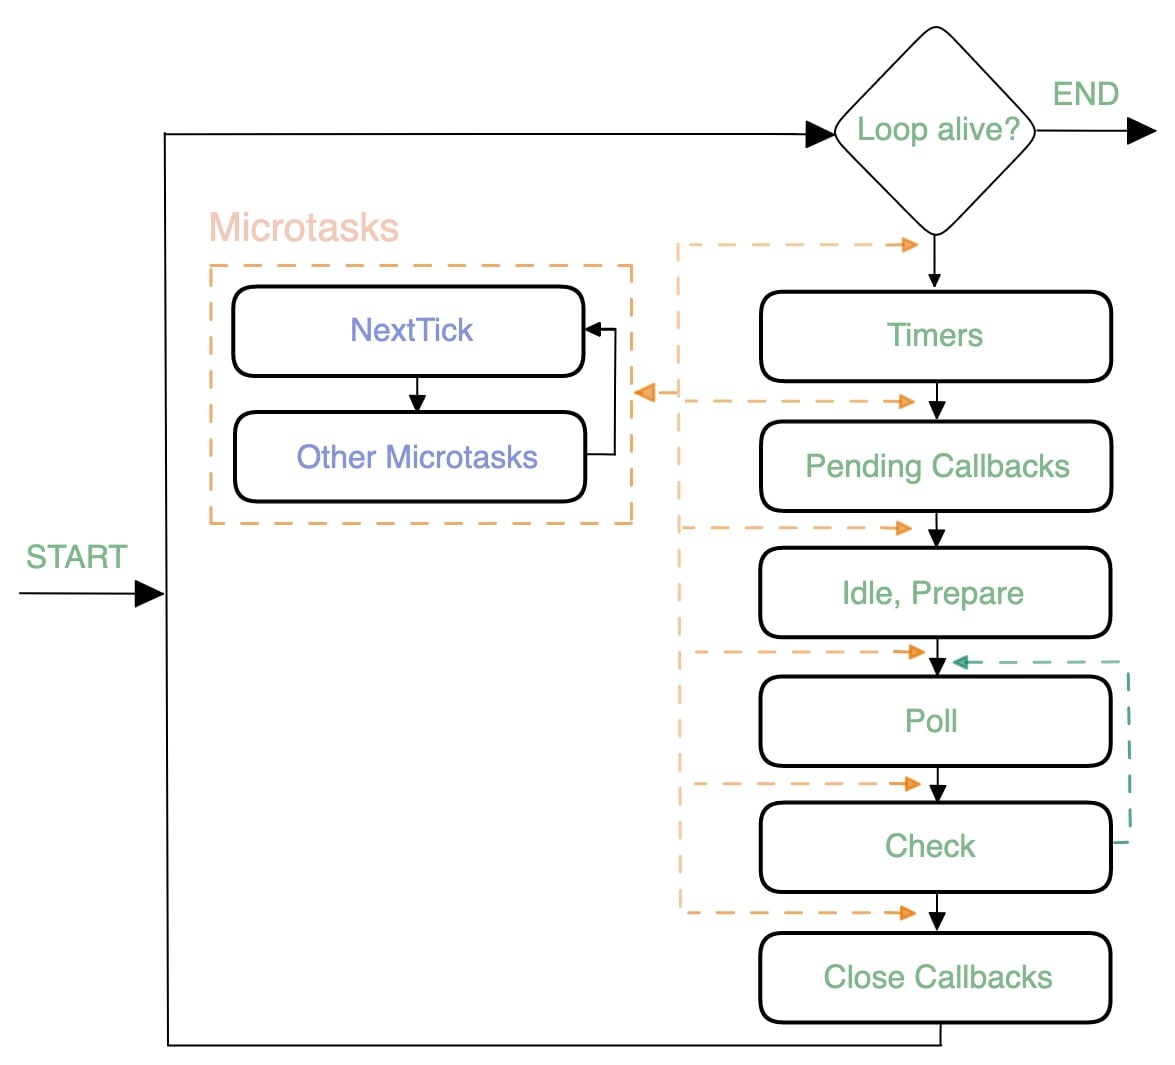 END
Loop alive?
Microtasks
NextTick
Timers
Other Microtasks
Pending Callbacks
START
Idle, Prepare
Poll
Check
Close Callbacks